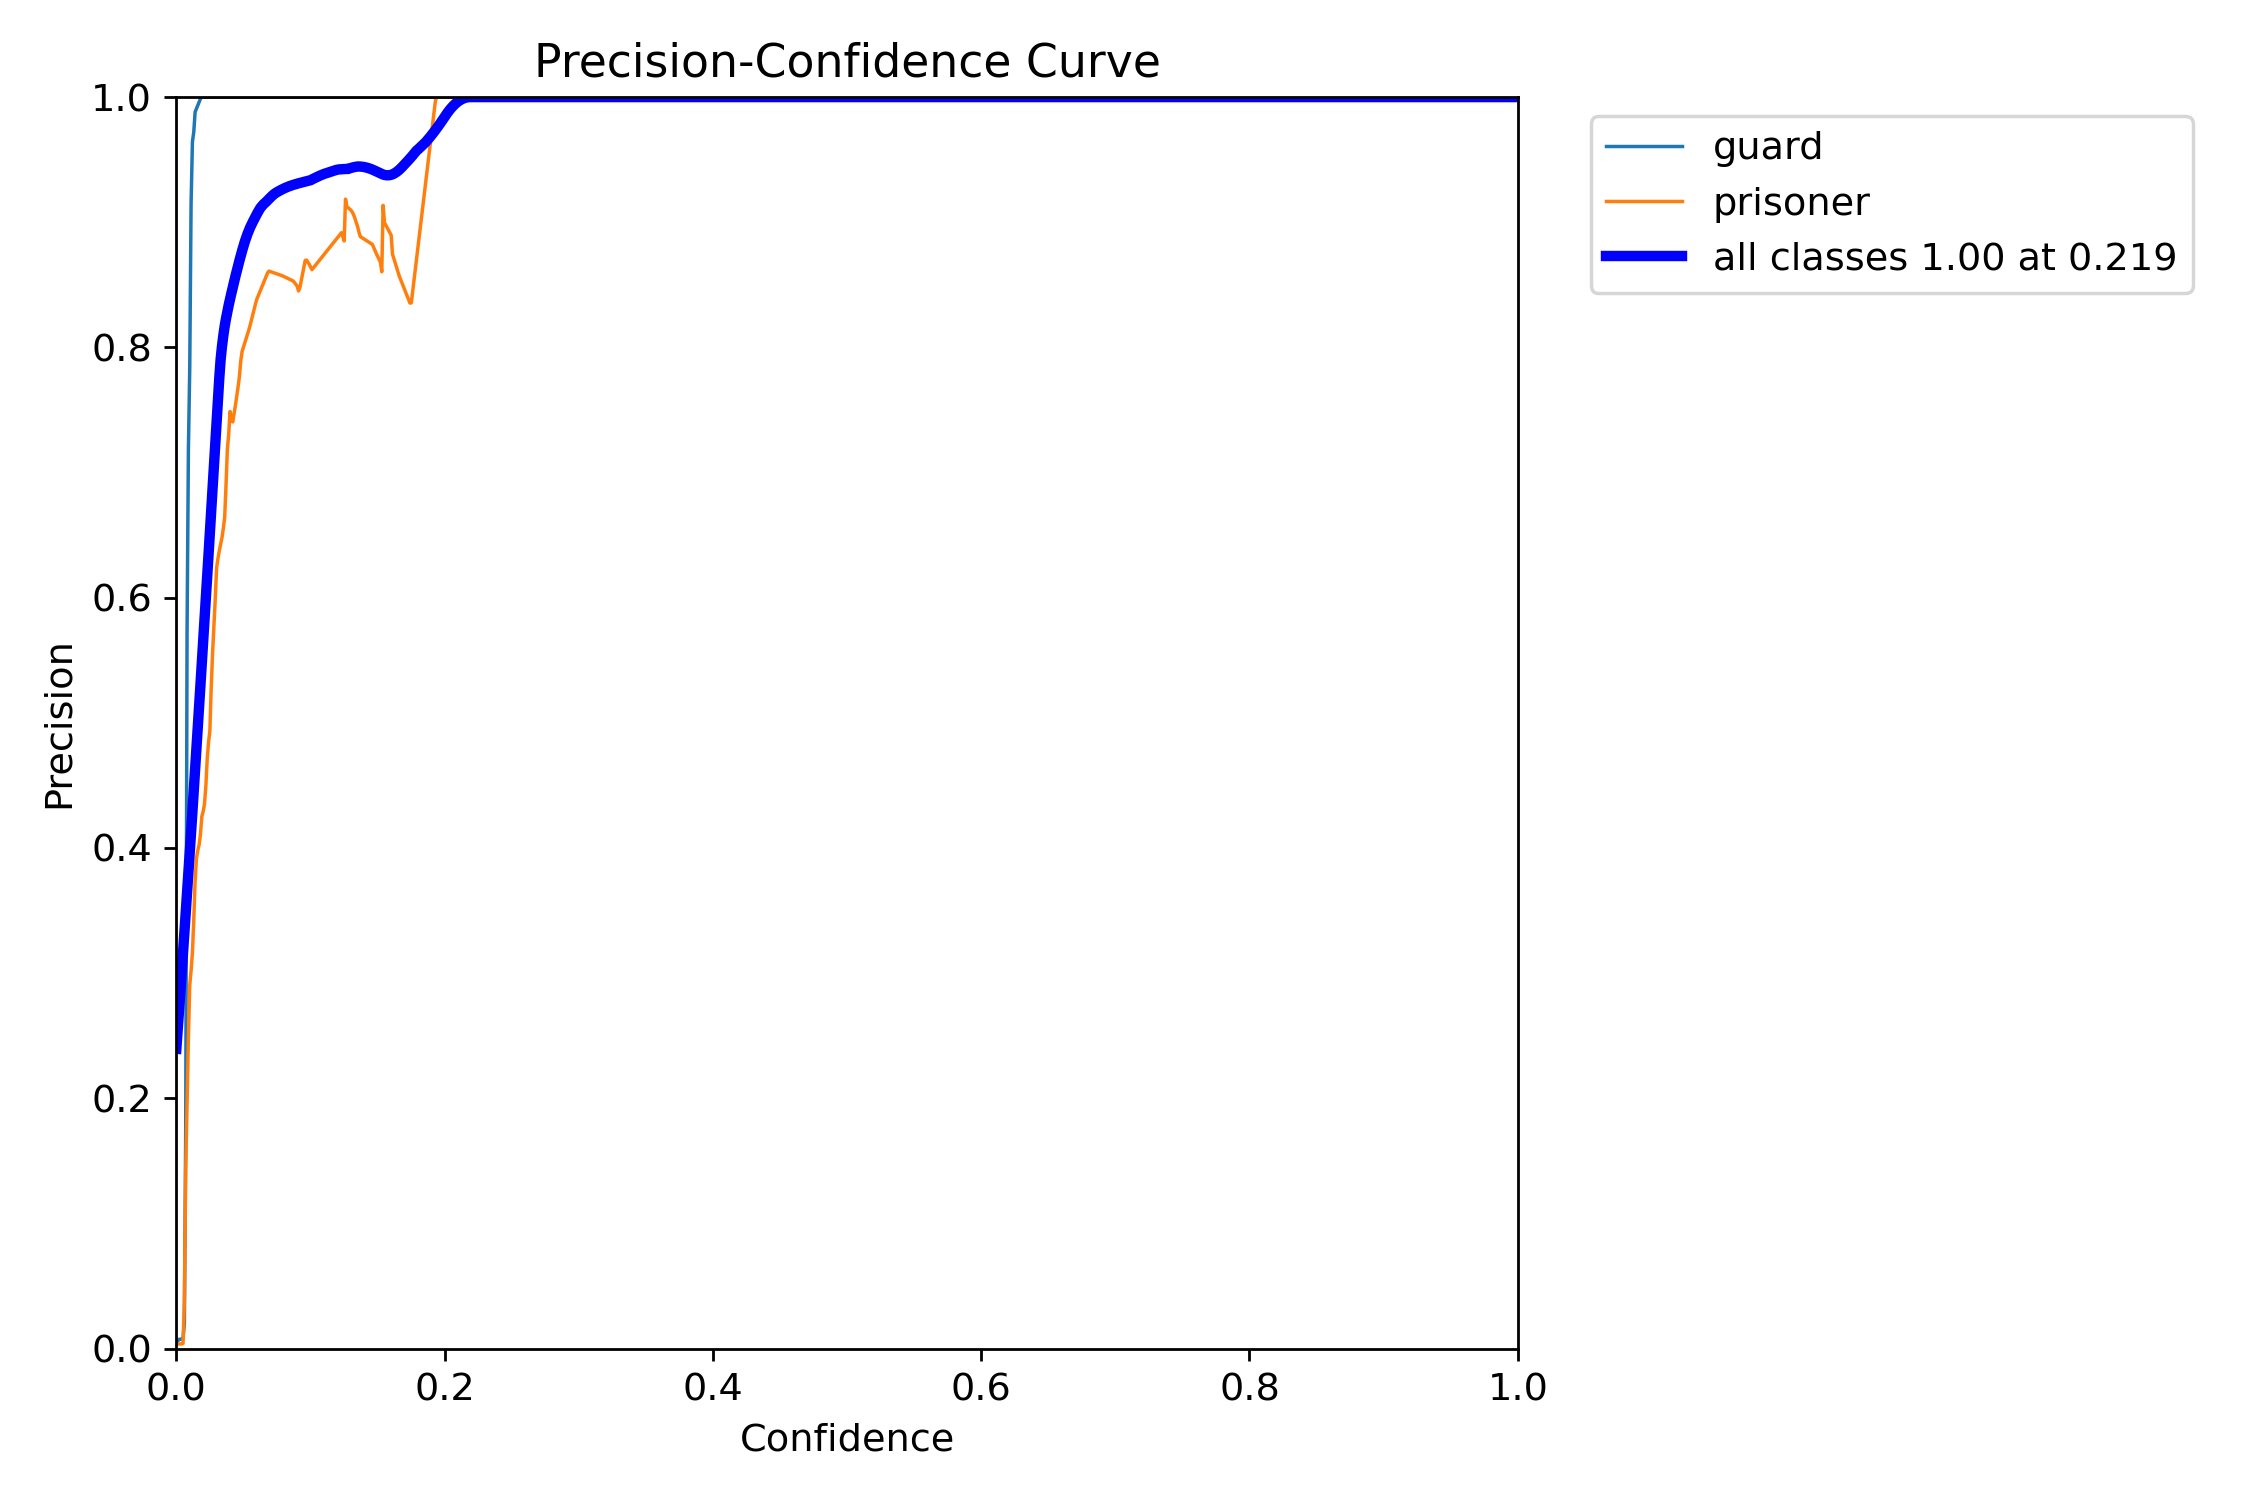 Precision-Confidence Curve
1.0
0.8
0.6
0.4
0.2
0.0
Precision
0.0 0.2 0.4 0.6 0.8 1.0
Confidence
guard
prisoner
all classes 1.00 at 0.219